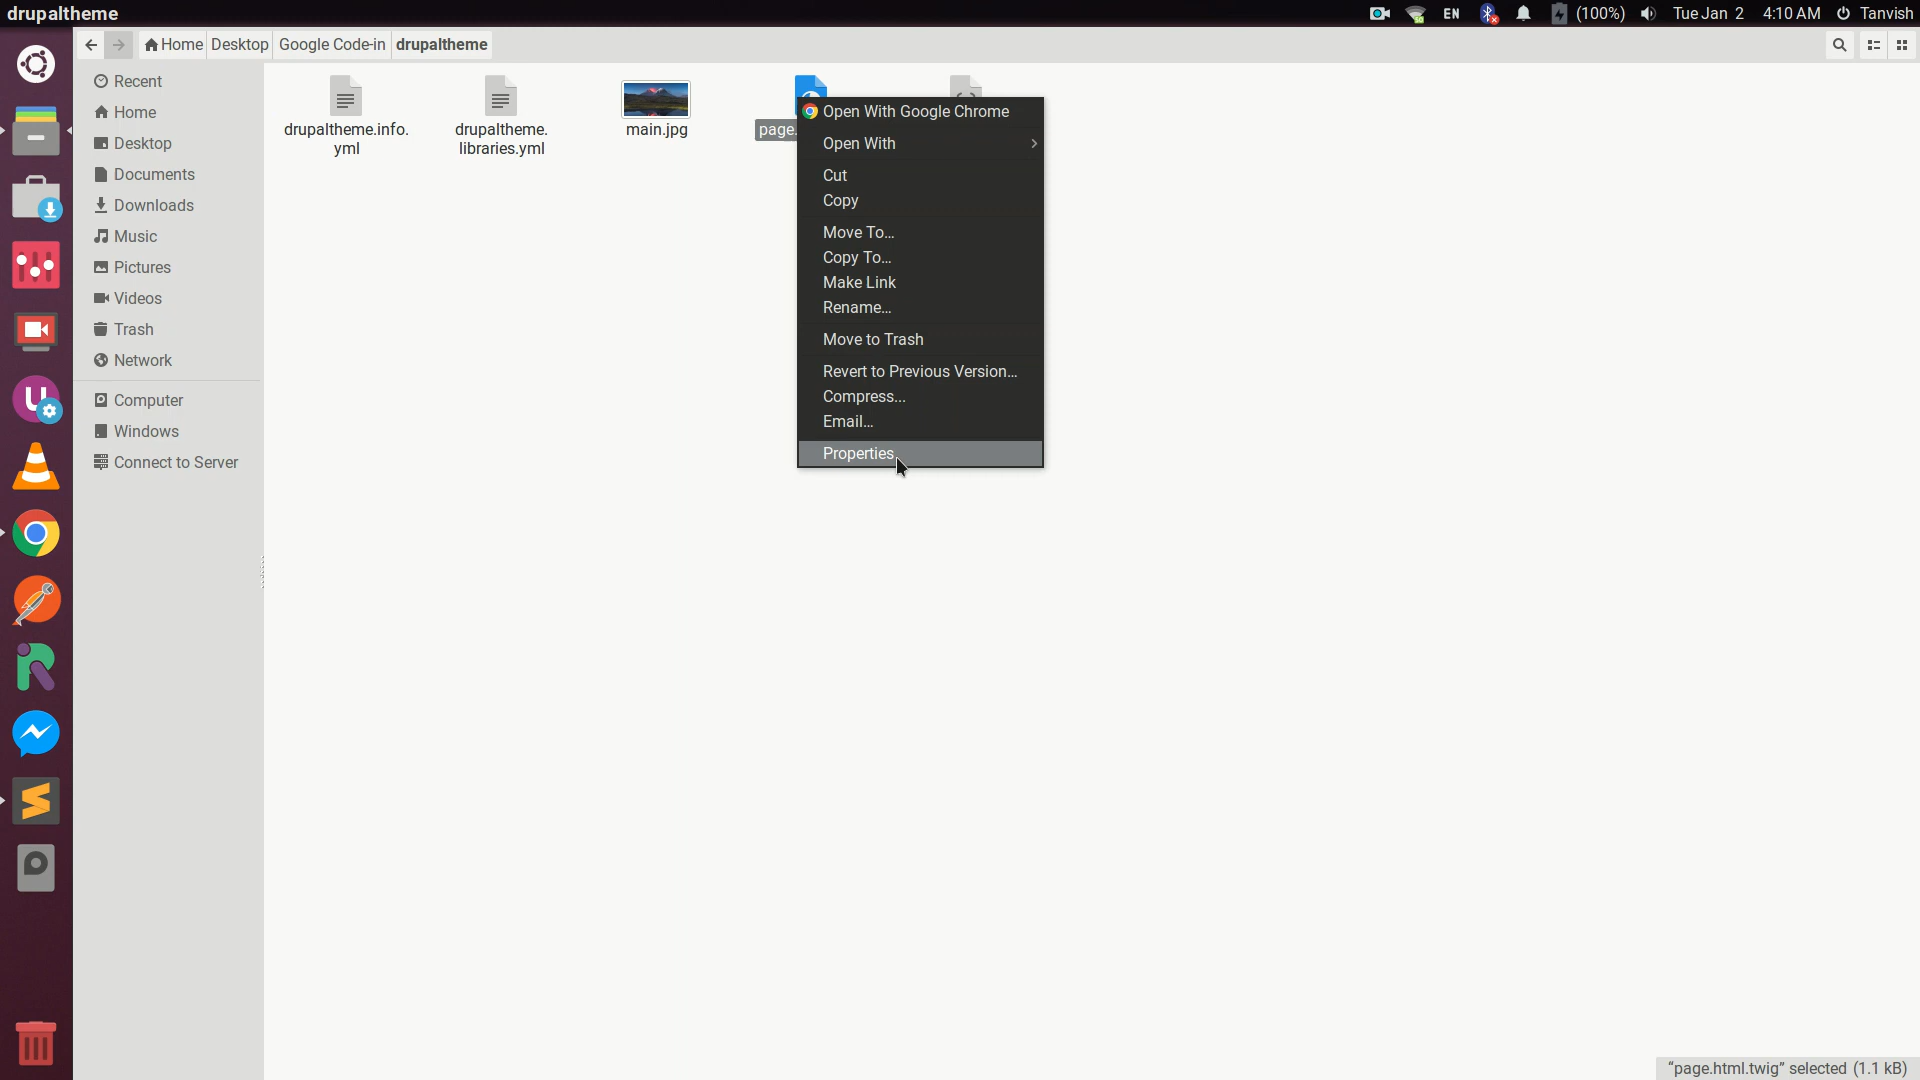 drupaltheme
EN
(100%)
Tue Jan 2 4:10 AM
Tanvish
Home
Desktop
Google Code-in
drupaltheme
Recent
Home
Desktop
Documents
Downloads
Music
Pictures
Videos
Trash
Network
Computer
Windows
Connect to Server
drupaltheme.info.
yml
drupaltheme.
libraries.yml
main.jpg
page.
Open With Google Chrome
Open With
Cut
Copy
Move To...
Copy To...
Make Link
Rename...
Move to Trash
Revert to Previous Version...
Compress...
Email...
Properties
“page.html.twig” selected (1.1 kB)